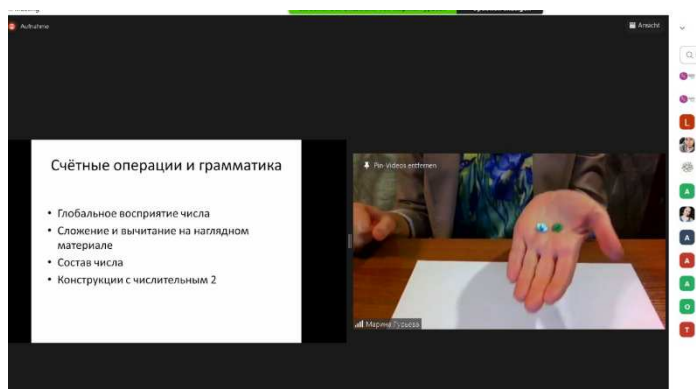 Aufnahme
Ansicht
Счётные операции и грамматика
• Глобальное восприятие числа
• Сложение и вычитание на наглядном
материале
• Состав числа
• Конструкции с числительным 2
Pin-Videos entfernen
Марина Гурьева
L
A
A
A
A
O
T